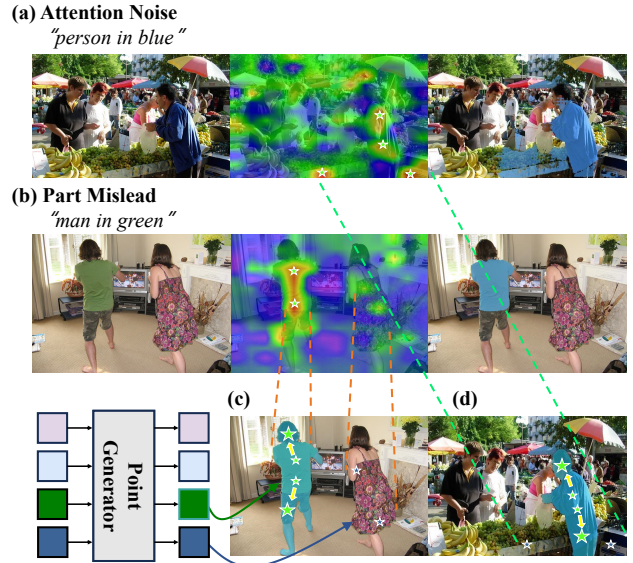 (a) Attention Noise
"person in blue"
(b) Part Mislead
"man in green"
(c)
(d)
Point
Generator